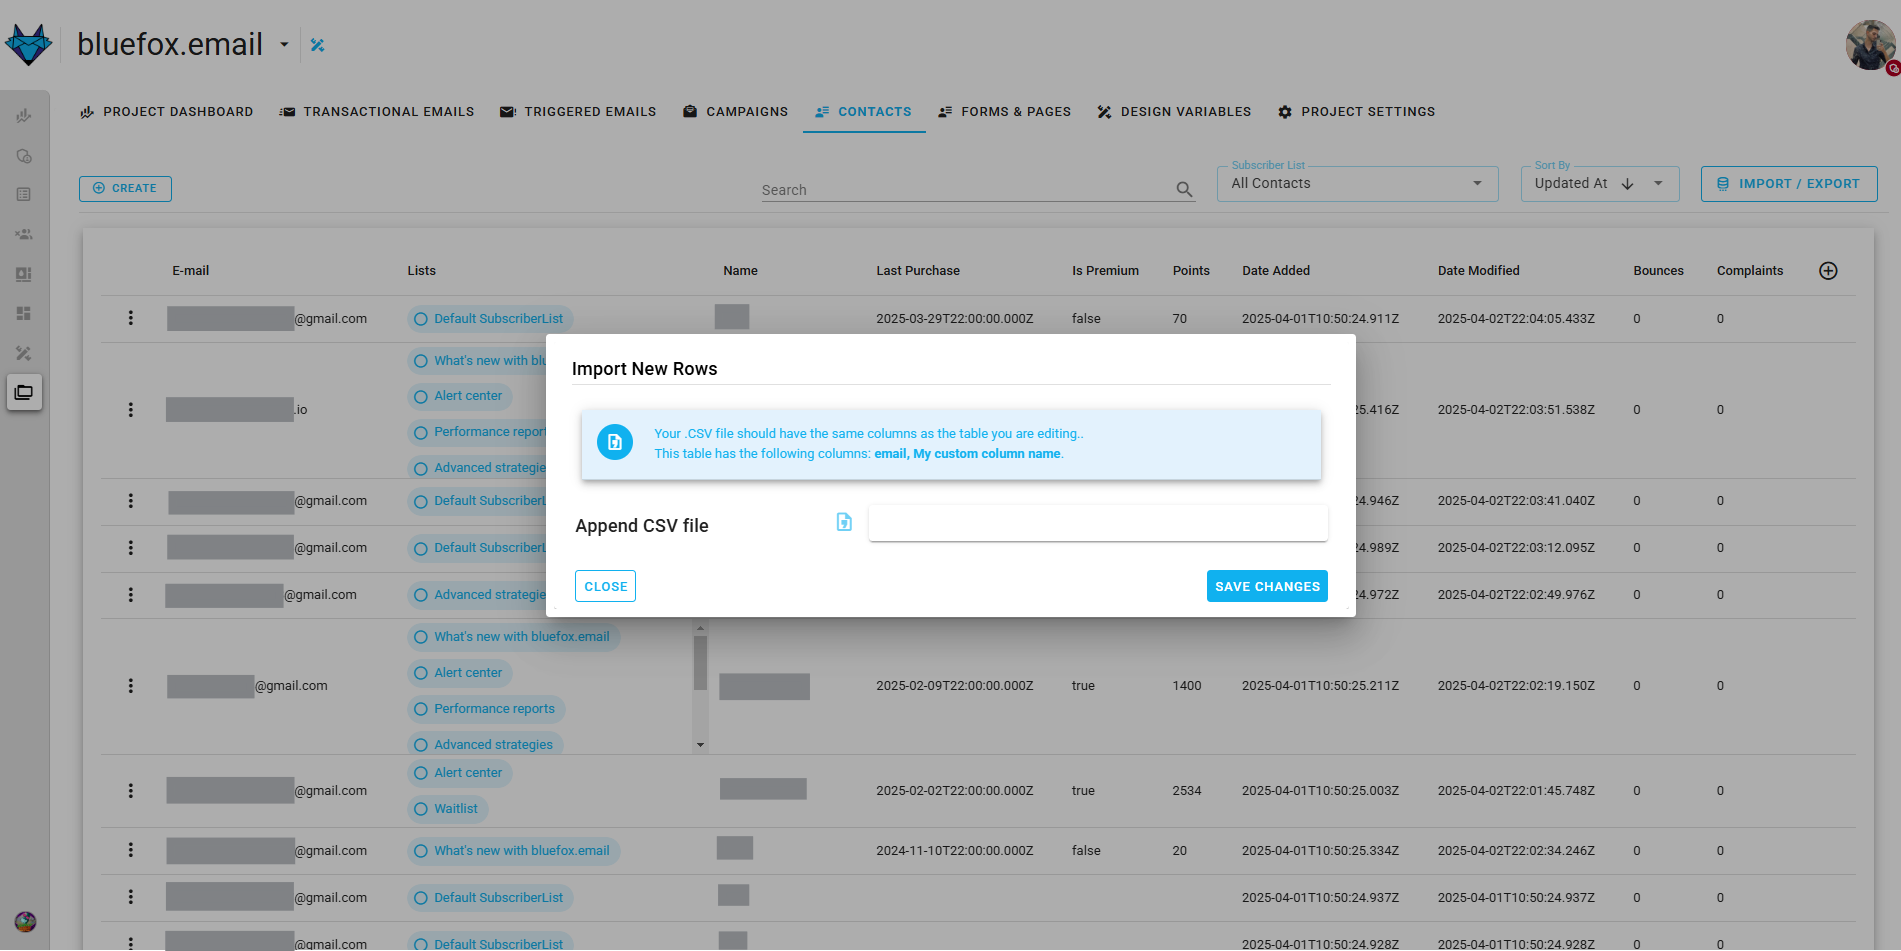 bluefox.email
PROJECT DASHBOARD TRANSACTIONAL EMAILS TRIGGERED EMAILS CAMPAIGNS CONTACTS FORMS & PAGES DESIGN VARIABLES PROJECT SETTINGS
CREATE Search Subscriber List All Contacts Sort By Updated At IMPORT / EXPORT
E-mail Lists Name Last Purchase Is Premium Points Date Added Date Modified Bounces Complaints
@gmail.com Default SubscriberList 2025-03-29T22:00:00.000Z false 70 2025-04-01T10:50:24.911Z 2025-04-02T22:04:05.433Z 0 0
What's new with blu
Alert center
.io 25.416Z 2025-04-02T22:03:51.538Z 0 0
Performance report
Advanced strategie
@gmail.com Default SubscriberL 24.946Z 2025-04-02T22:03:41.040Z 0 0
@gmail.com Default SubscriberL 24.989Z 2025-04-02T22:03:12.095Z 0 0
@gmail.com Advanced strategie 24.972Z 2025-04-02T22:02:49.976Z 0 0
Import New Rows
Your .CSV file should have the same columns as the table you are editing..
This table has the following columns: email, My custom column name.
Append CSV file
CLOSE SAVE CHANGES
What's new with bluefox.email
Alert center
@gmail.com 2025-02-09T22:00:00.000Z true 1400 2025-04-01T10:50:25.211Z 2025-04-02T22:02:19.150Z 0 0
Performance reports
Advanced strategies
Alert center
@gmail.com 2025-02-02T22:00:00.000Z true 2534 2025-04-01T10:50:25.003Z 2025-04-02T22:01:45.748Z 0 0
Waitlist
@gmail.com What's new with bluefox.email 2024-11-10T22:00:00.000Z false 20 2025-04-01T10:50:25.334Z 2025-04-02T22:02:34.246Z 0 0
@gmail.com Default SubscriberList 2025-04-01T10:50:24.937Z 2025-04-01T10:50:24.937Z 0 0
@gmail.com Default SubscriberList 2025-04-01T10:50:24.928Z 2025-04-01T10:50:24.928Z 0 0